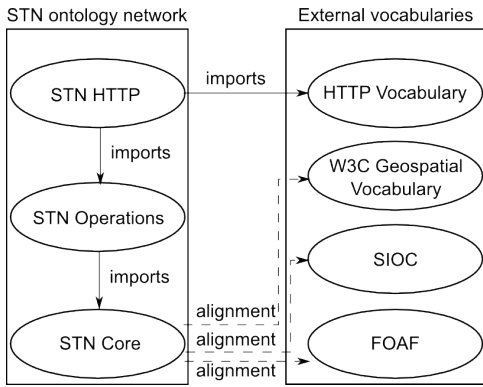 STN ontology network
External vocabularies
STN HTTP
imports
HTTP Vocabulary
imports
W3C Geospatial
Vocabulary
STN Operations
imports
SIOC
alignment
alignment
STN Core
FOAF
alignment